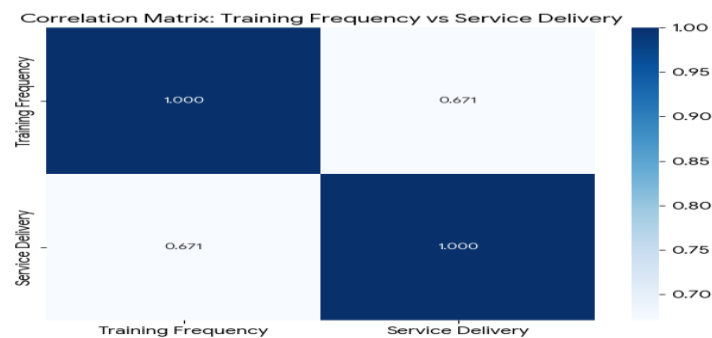 Correlation Matrix: Training Frequency vs Service Delivery
Training Frequency
1.000
0.671
Service Delivery
0.671
1.000
Training Frequency
Service Delivery
1.00
0.95
0.90
0.85
0.80
0.75
0.70